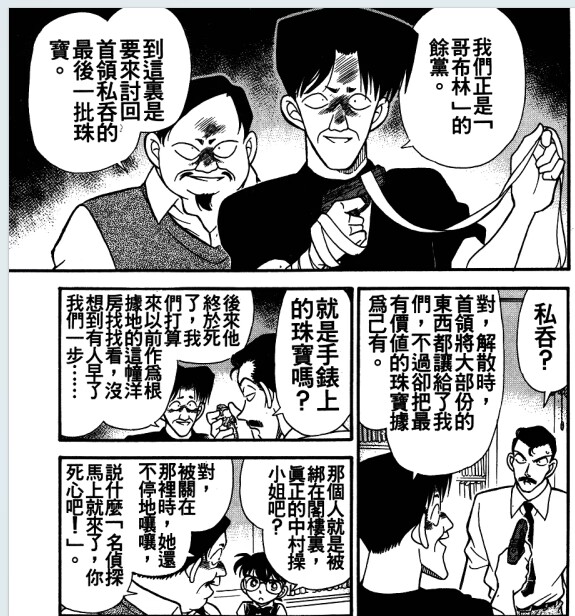 我們正是「
哥布林」的
餘黨。
到這裏是
要來討回
首領私吞的
最後一批珠
寶。
私吞？
對，解散時，
首領將大部份的
東西都讓給了我
們，不過卻把最
有價值的珠寶據
為己有。
就是手錶上
的珠寶嗎？
後來他
終於死
了，我
們打算
來以前作為根
據地的這幢洋
房找找看，沒
想到有人早了
我們一步……
那個人就是被
綁在閣樓裏，
真正的中村操
小姐吧？
對，
被關在
那裡時，她還
不停地嚷嚷，
說什麼「名偵探
馬上就來了，你
死心吧！」。